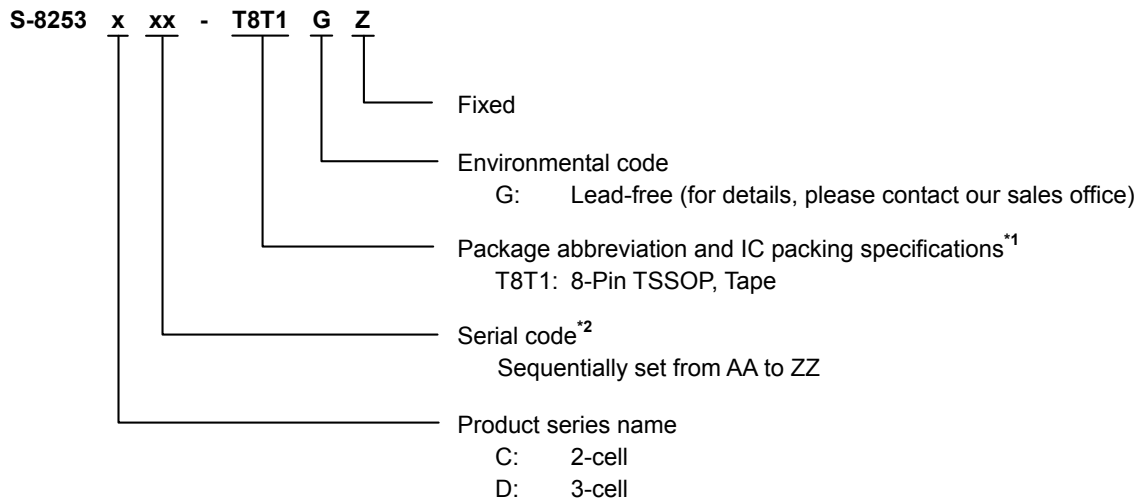 S-8253 x xx - T8T1 G Z
Fixed
Environmental code
G: Lead-free (for details, please contact our sales office)
Package abbreviation and IC packing specifications*1
T8T1: 8-Pin TSSOP, Tape
Serial code*2
Sequentially set from AA to ZZ
Product series name
C: 2-cell
D: 3-cell